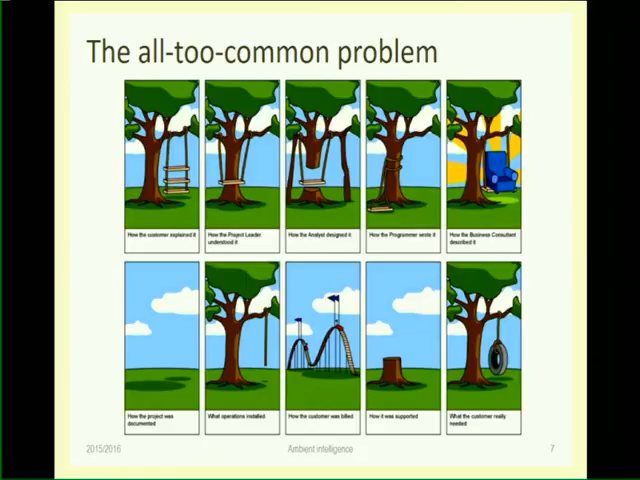 The all-too-common problem
How the customer explained it
How the Project Leader
understood it
How the Analyst designed it
How the Programmer wrote it
How the Business Consultant
described it
How the project was
documented
What operations installed
How the customer was billed
How it was supported
What the customer really
needed
2015/2016
Ambient intelligence
7